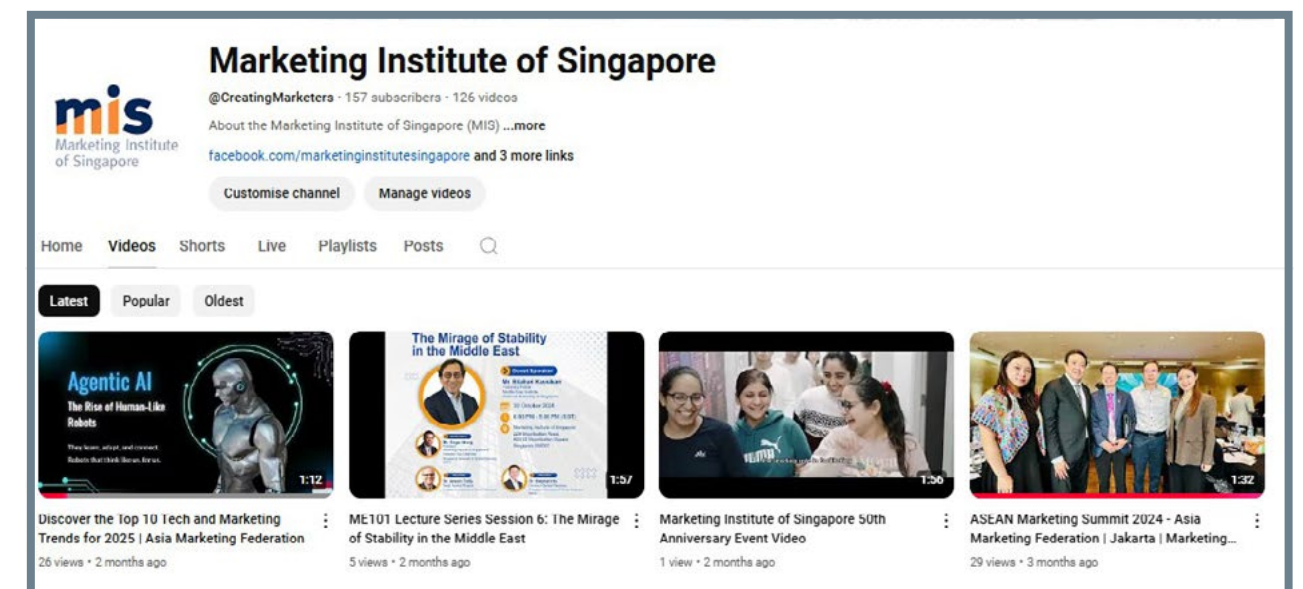 Marketing Institute of Singapore
mis
Marketing Institute
of Singapore
@CreatingMarketers · 157 subscribers · 126 videos
About the Marketing Institute of Singapore (MIS) ...more
facebook.com/marketinginstitutesingapore and 3 more links
Customise channel Manage videos
Home Videos Shorts Live Playlists Posts
Latest Popular Oldest
Agentic AI
The Rise of Human-Like
Robots
They learn, adapt, and connect.
Robots that think like us, for us.
1:12
The Mirage of Stability
in the Middle East
1:57
1:56
1:32
Discover the Top 10 Tech and Marketing
Trends for 2025 | Asia Marketing Federation
26 views • 2 months ago
ME101 Lecture Series Session 6: The Mirage
of Stability in the Middle East
5 views • 2 months ago
Marketing Institute of Singapore 50th
Anniversary Event Video
1 view • 2 months ago
ASEAN Marketing Summit 2024 - Asia
Marketing Federation | Jakarta | Marketing...
29 views • 3 months ago